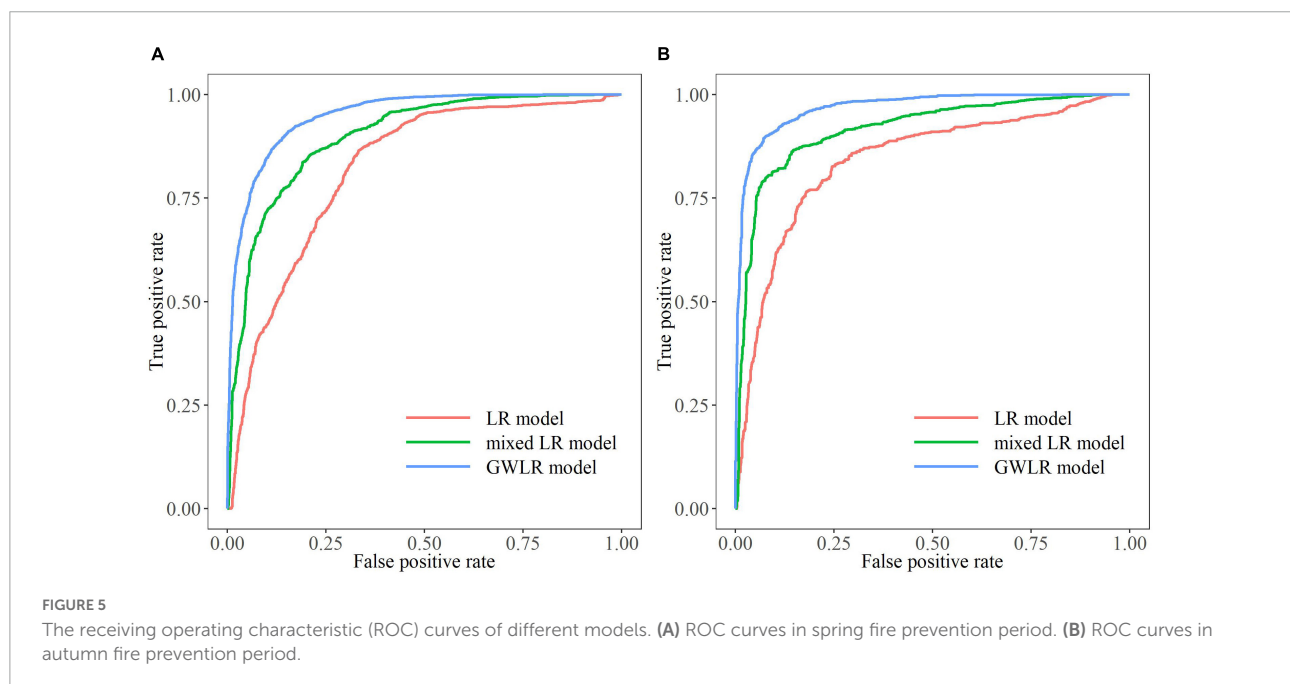 A
B
1.00
0.75
0.50
0.25
0.00
True positive rate
LR model
mixed LR model
GWLR model
0.00 0.25 0.50 0.75 1.00
False positive rate
1.00
0.75
0.50
0.25
0.00
True positive rate
LR model
mixed LR model
GWLR model
0.00 0.25 0.50 0.75 1.00
False positive rate
FIGURE 5
The receiving operating characteristic (ROC) curves of different models. (A) ROC curves in spring fire prevention period. (B) ROC curves in
autumn fire prevention period.